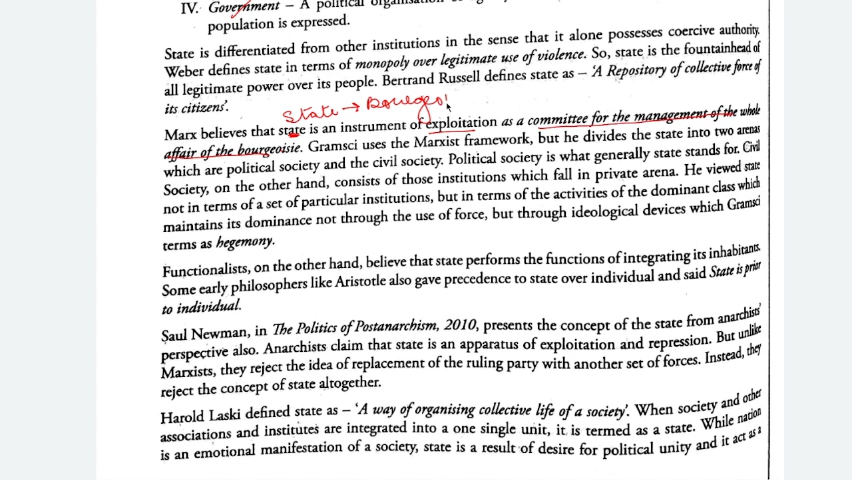 IV. Government – A political
population is expressed.
State is differentiated from other institutions in the sense that it alone possesses coercive authority.
Weber defines state in terms of monopoly over legitimate use of violence. So, state is the fountainhead of
all legitimate power over its people. Bertrand Russell defines state as – 'A Repository of collective force of
its citizens'.
State →
Marx believes that state is an instrument of exploitation as a committee for the management of the whole
affair of the bourgeoisie. Gramsci uses the Marxist framework, but he divides the state into two arenas
which are political society and the civil society. Political society is what generally state stands for. Civil
Society, on the other hand, consists of those institutions which fall in private arena. He viewed state
not in terms of a set of particular institutions, but in terms of the activities of the dominant class which
maintains its dominance not through the use of force, but through ideological devices which Gramsci
terms as hegemony.
Functionalists, on the other hand, believe that state performs the functions of integrating its inhabitants.
Some early philosophers like Aristotle also gave precedence to state over individual and said State is prior
to individual.
Saul Newman, in The Politics of Postanarchism, 2010, presents the concept of the state from anarchists'
perspective also. Anarchists claim that state is an apparatus of exploitation and repression. But unlike
Marxists, they reject the idea of replacement of the ruling party with another set of forces. Instead, they
reject the concept of state altogether.
Harold Laski defined state as – 'A way of organising collective life of a society'. When society and other
associations and institutes are integrated into a one single unit, it is termed as a state. While nation
is an emotional manifestation of a society, state is a result of desire for political unity and it act as a